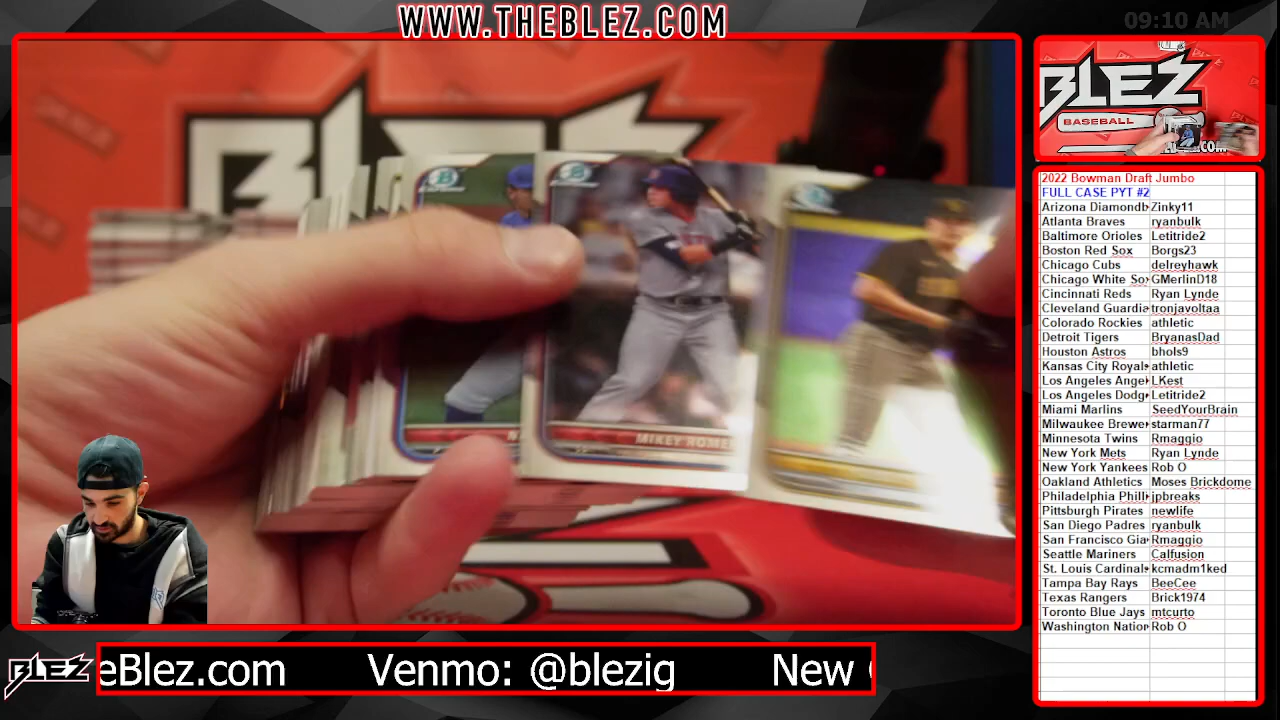 WWW.THEBLEZ.COM
09:10 AM
BLEZ
BASEBALL
.COM
2022 Bowman Draft Jumbo
FULL CASE PYT #2
Arizona Diamondb Zinky11
Atlanta Braves ryanbulk
Baltimore Orioles Letitride2
Boston Red Sox Borgs23
Chicago Cubs delreyhawk
Chicago White So GMerlinD18
Cincinnati Reds Ryan Lynde
Cleveland Guardia tronjavoltaa
Colorado Rockies athletic
Detroit Tigers BryanasDad
Houston Astros bhols9
Kansas City Royals athletic
Los Angeles Angel LKest
Los Angeles Dodg Letitride2
Miami Marlins SeedYourBrain
Milwaukee Brewe starman77
Minnesota Twins Rmaggio
New York Mets Ryan Lynde
New York Yankees Rob O
Oakland Athletics Moses Brickdome
Philadelphia Philli jpbreaks
Pittsburgh Pirates newlife
San Diego Padres ryanbulk
San Francisco Gia Rmaggio
Seattle Mariners Calfusion
St. Louis Cardinals kcmadm1ked
Tampa Bay Rays BeeCee
Texas Rangers Brick1974
Toronto Blue Jays mtcurto
Washington Nation Rob O
MIKEY ROME
BLEZ
eBlez.com Venmo: @blezig New